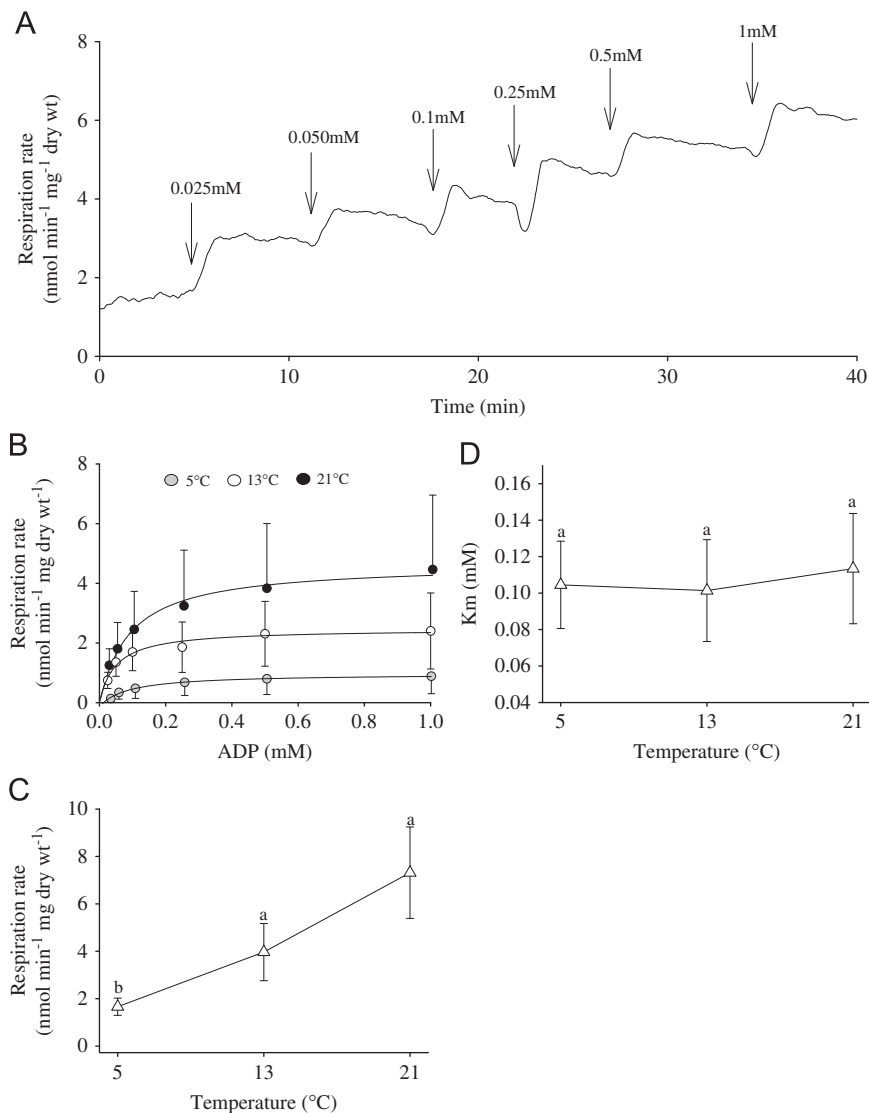 A
8
6
4
2
0
Respiration rate
(nmol min-1 mg-1 dry wt)
0.025mM
0.050mM
0.1mM
0.25mM
0.5mM
1mM
0
10
20
30
40
Time (min)
B
8
6
4
2
0
Respiration rate
(nmol min-1 mg dry wt-1)
5°C
13°C
21°C
0.0
0.2
0.4
0.6
0.8
1.0
ADP (mM)
D
0.16
0.14
0.12
0.10
0.08
0.06
0.04
Km (mM)
a
a
a
5
13
21
Temperature (°C)
C
10
8
6
4
2
0
Respiration rate
(nmol min-1 mg dry wt-1)
b
a
a
5
13
21
Temperature (°C)